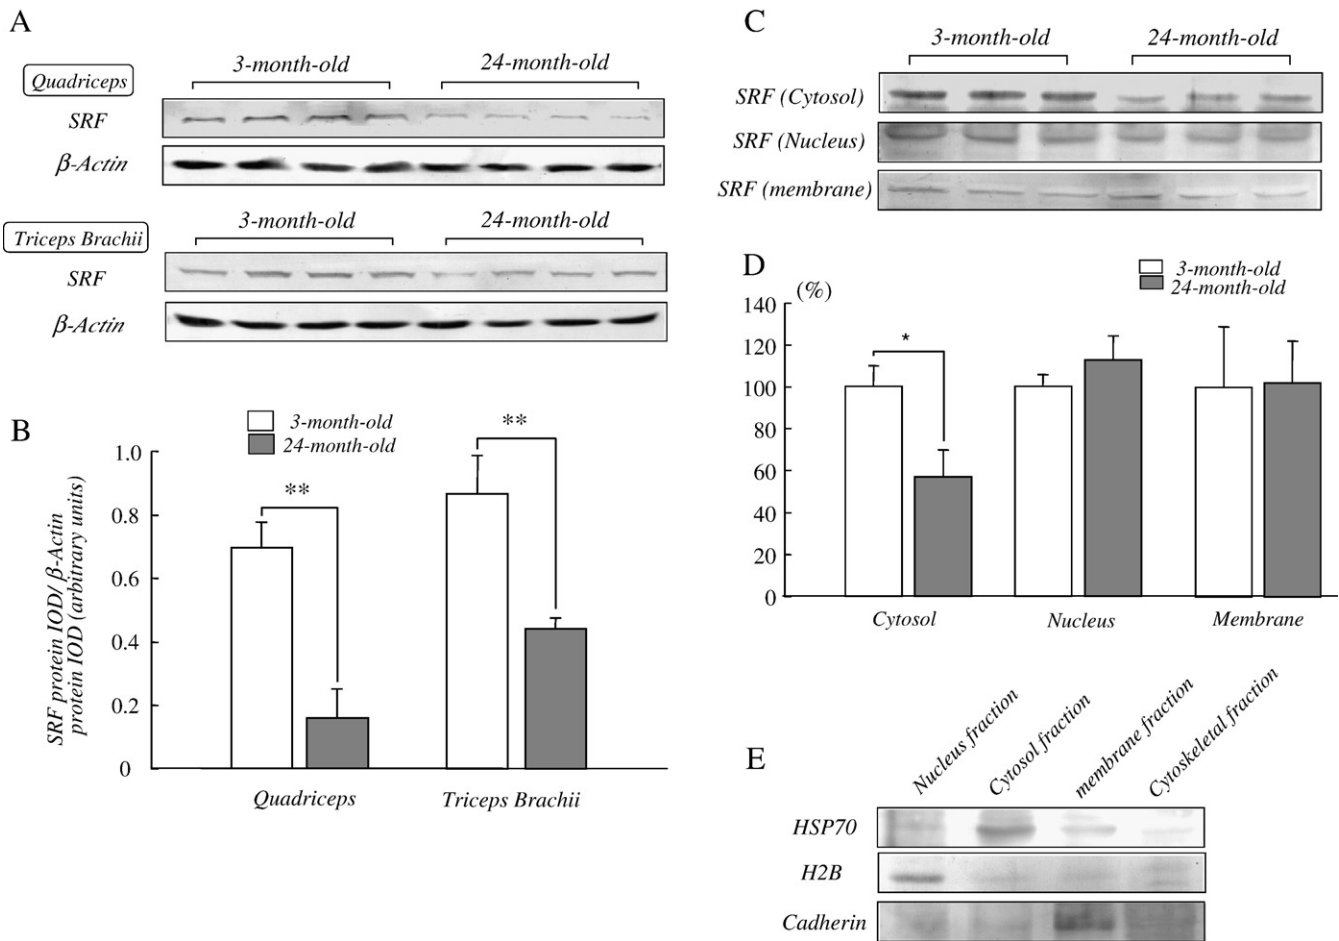 A
3-month-old 24-month-old
Quadriceps
SRF
β-Actin
3-month-old 24-month-old
Triceps Brachii
SRF
β-Actin
B
3-month-old
24-month-old
SRF protein IOD/ β-Actin
protein IOD (arbitrary units)
1.0
0.8
0.6
0.4
0.2
0
**
**
Quadriceps Triceps Brachii
C
3-month-old 24-month-old
SRF (Cytosol)
SRF (Nucleus)
SRF (membrane)
D
3-month-old
24-month-old
(%)
140
120
100
80
60
40
20
0
*
Cytosol Nucleus Membrane
E
Nucleus fraction
Cytosol fraction
membrane fraction
Cytoskeletal fraction
HSP70
H2B
Cadherin